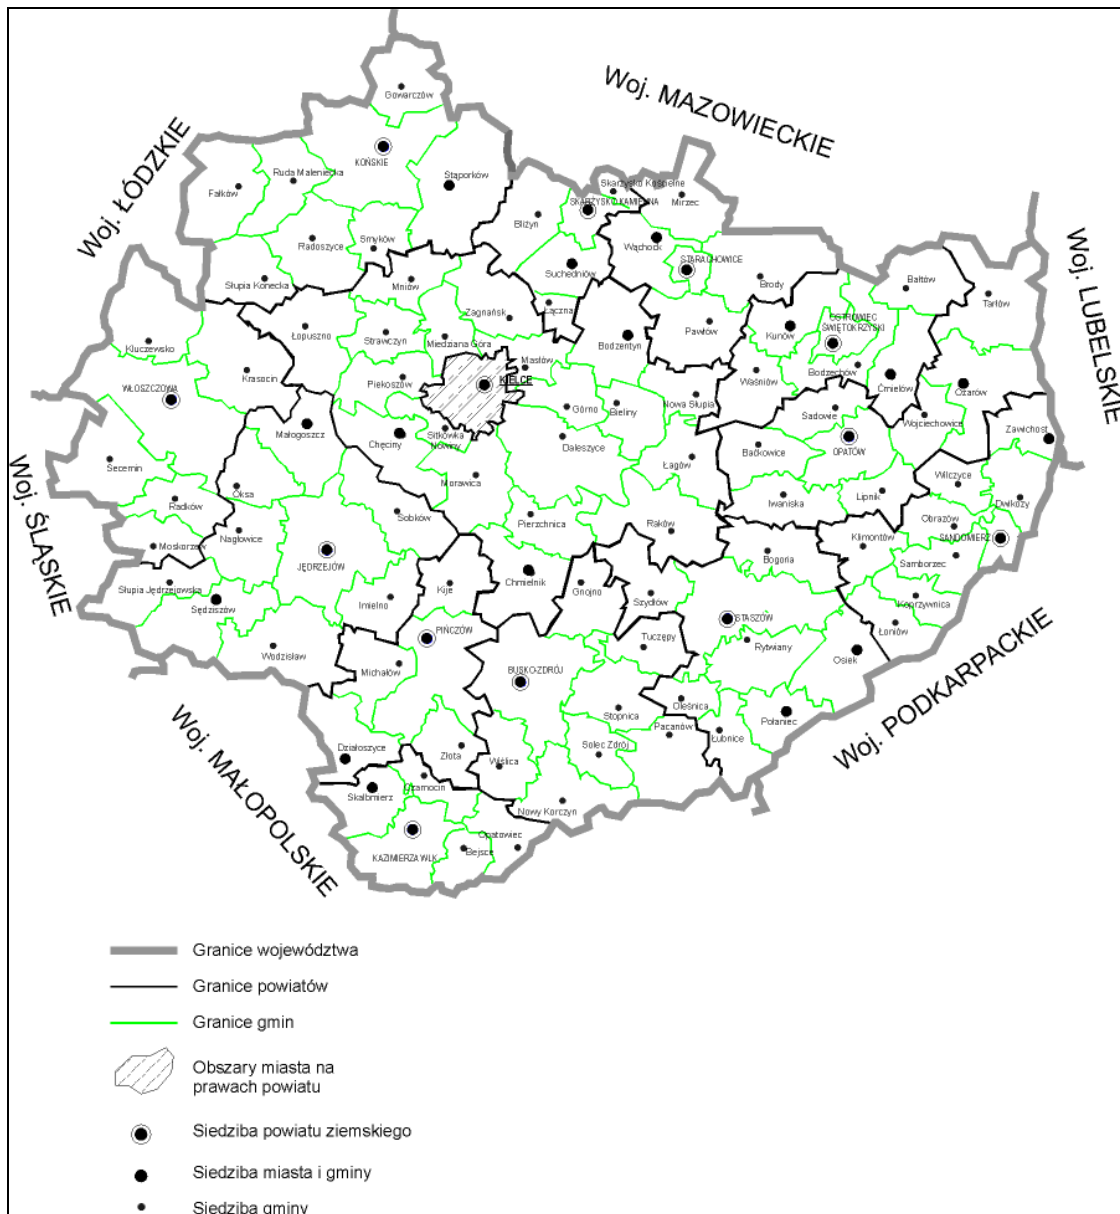 Woj. MAZOWIECKIE
Woj. ŁÓDZKIE
Woj. LUBELSKIE
Woj. ŚLĄSKIE
Woj. MAŁOPOLSKIE
Woj. PODKARPACKIE
Gowarczów
KOŃSKIE
Stąporków
Ruda Maleniecka
Fałków
Radoszyce
Smyków
Słupia Konecka
Skarżysko Kościelne
SKARŻYSKO KAMIENNA
Mirzec
Bliżyn
Wąchock
STARACHOWICE
Suchedniów
Brody
Mniów
Łączna
Zagnańsk
Łopuszno
Strawczyn
Miedziana Góra
Bodzentyn
Pawłów
Kunów
OSTROWIEC
ŚWIĘTOKRZYSKI
Bałtów
Tarłów
Kluczewsko
Krasocin
WŁOSZCZOWA
Piekoszów
KIELCE
Masłów
Waśniów
Bodzechów
Ćmielów
Ożarów
Górno
Bieliny
Nowa Słupia
Sadowie
Wojciechowice
Zawichost
Małogoszcz
Chęciny
Sitkówka
Nowiny
Daleszyce
Łagów
Baćkowice
OPATÓW
Secemin
Oksa
Morawica
Wilczyce
Radków
Sobków
Pierzchnica
Raków
Iwaniska
Lipnik
Dwikozy
Nagłowice
Moskorzew
JĘDRZEJÓW
Klimontów
Obrazów
SANDOMIERZ
Bogoria
Samborzec
Słupia Jędrzejowska
Sędziszów
Imielno
Kije
Chmielnik
Gnojno
Szydłów
Koprzywnica
STASZÓW
Łoniów
PIŃCZÓW
Tuczępy
Rytwiany
Osiek
Wodzisław
Michałów
BUSKO-ZDRÓJ
Stopnica
Oleśnica
Połaniec
Pacanów
Łubnice
Działoszyce
Złota
Wiślica
Solec Zdrój
Skalbmierz
Czarnocin
Nowy Korczyn
Opatowiec
Bejsce
KAZIMIERZA WLK.
Granice województwa
Granice powiatów
Granice gmin
Obszary miasta na
prawach powiatu
Siedziba powiatu ziemskiego
Siedziba miasta i gminy
Siedziba gminy